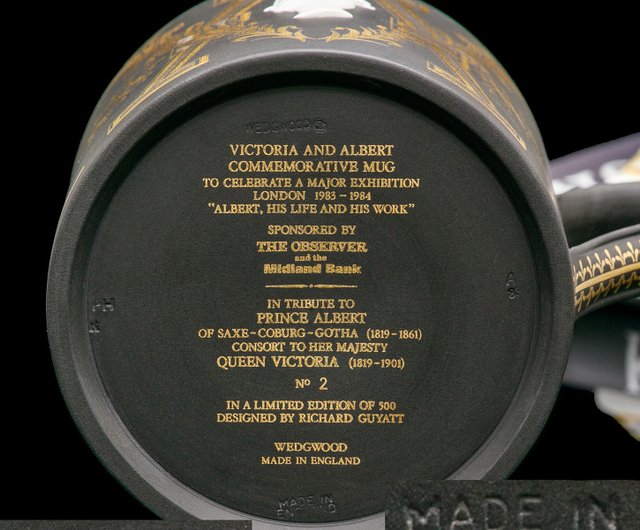 WEDGWOOD
VICTORIA AND ALBERT
COMMEMORATIVE MUG
TO CELEBRATE A MAJOR EXHIBITION
LONDON 1983-1984
"ALBERT, HIS LIFE AND HIS WORK"
SPONSORED BY
THE OBSERVER
and the
Midland Bank
IN TRIBUTE TO
PRINCE ALBERT
OF SAXE-COBURG-GOTHA (1819-1861)
CONSORT TO HER MAJESTY
QUEEN VICTORIA (1819-1901)
No 2
IN A LIMITED EDITION OF 500
DESIGNED BY RICHARD GUYATT
WEDGWOOD
MADE IN ENGLAND
MADE IN
MADE IN